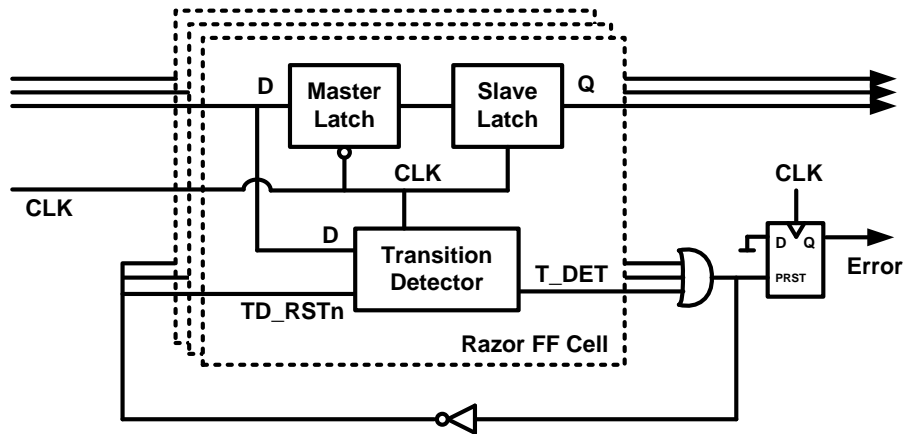 D
Master
Latch
Slave
Latch
Q
CLK
CLK
CLK
D
Transition
Detector
T_DET
TD_RSTn
Razor FF Cell
D Q
PRST
Error